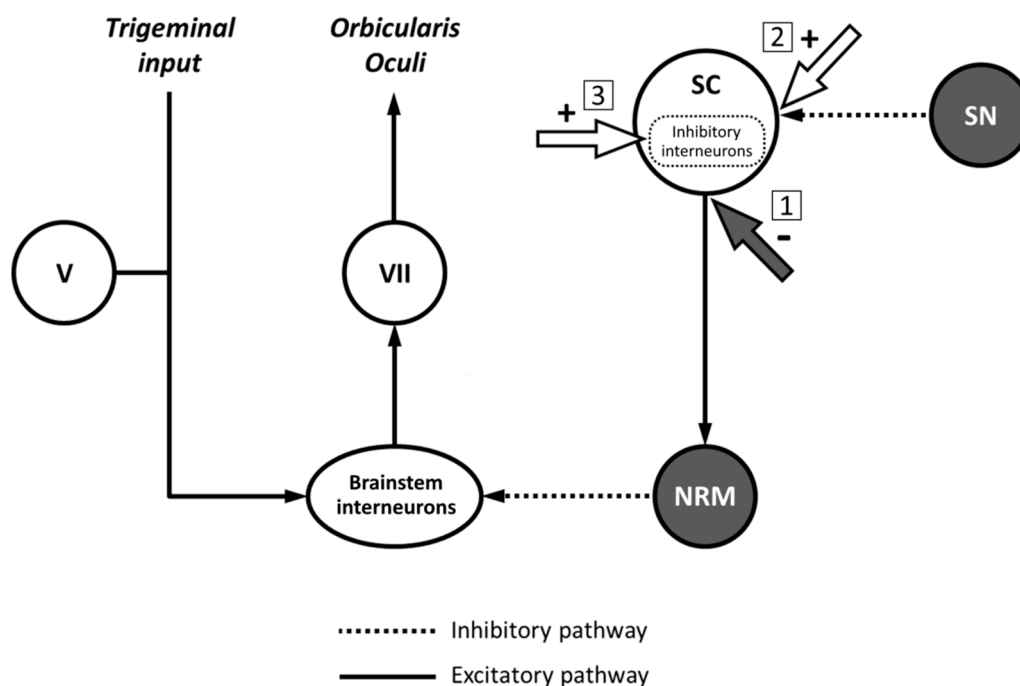 Trigeminal
input
Orbicularis
Oculi
2 +
+ 3
SC
Inhibitory
interneurons
SN
1
-
V
VII
Brainstem
interneurons
NRM
Inhibitory pathway
Excitatory pathway